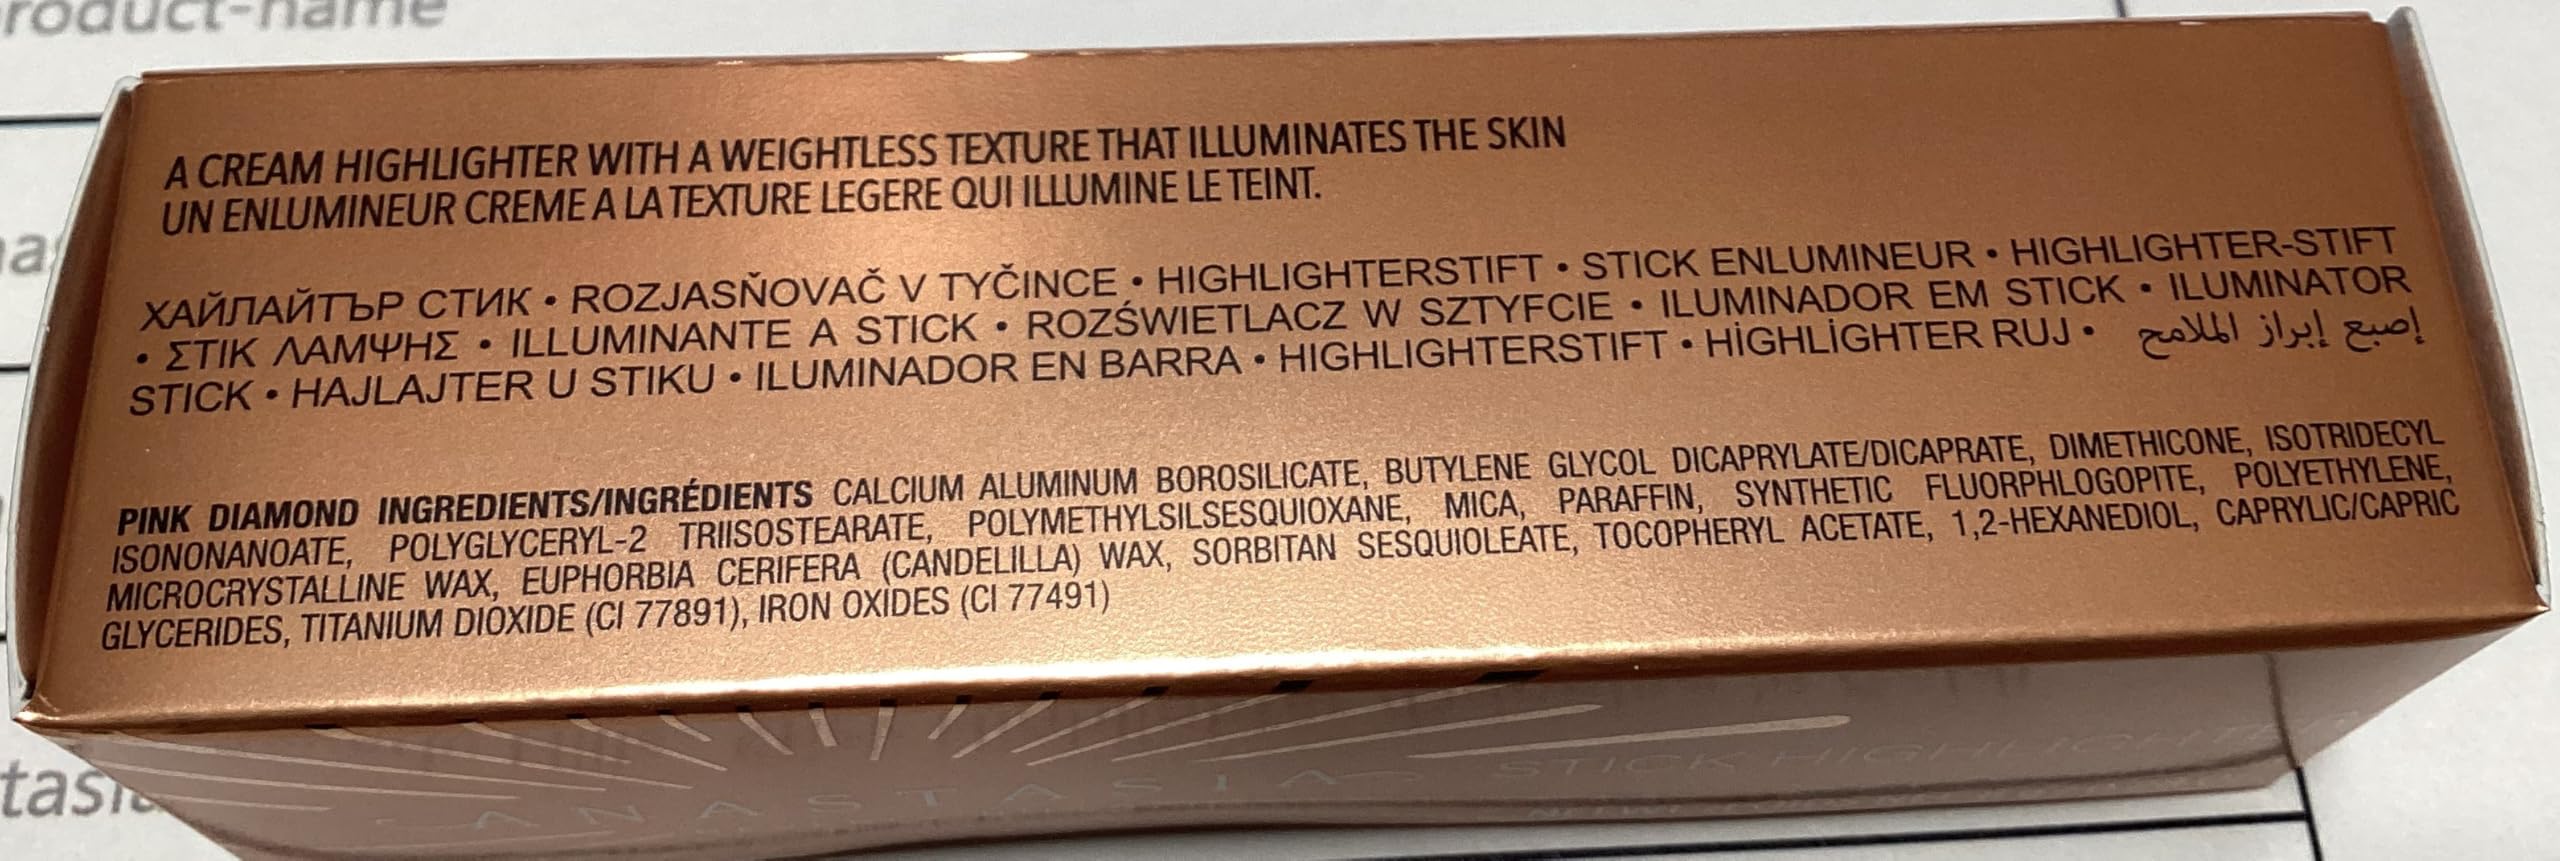 product-name
A CREAM HIGHLIGHTER WITH A WEIGHTLESS TEXTURE THAT ILLUMINATES THE SKIN
UN ENLUMINEUR CREME A LA TEXTURE LEGERE QUI ILLUMINE LE TEINT.
ХАЙЛАЙТЪР СТИК • ROZJASŇOVAČ V TYČINCE • HIGHLIGHTERSTIFT • STICK ENLUMINEUR • HIGHLIGHTER-STIFT
• ΣΤΙΚ ΛΑΜΨΗΣ • ILLUMINANTE A STICK • ROZŚWIETLACZ W SZTYFCIE • ILUMINADOR EM STICK • ILUMINATOR
STICK • HAJLAJTER U STIKU • ILUMINADOR EN BARRA • HIGHLIGHTERSTIFT • HİGHLİGHTER RUJ • إصبع إبراز الملامح
PINK DIAMOND INGREDIENTS/INGRÉDIENTS CALCIUM ALUMINUM BOROSILICATE, BUTYLENE GLYCOL DICAPRYLATE/DICAPRATE, DIMETHICONE, ISOTRIDECYL
ISONONANOATE, POLYGLYCERYL-2 TRIISOSTEARATE, POLYMETHYLSILSESQUIOXANE, MICA, PARAFFIN, SYNTHETIC FLUORPHLOGOPITE, POLYETHYLENE,
MICROCRYSTALLINE WAX, EUPHORBIA CERIFERA (CANDELILLA) WAX, SORBITAN SESQUIOLEATE, TOCOPHERYL ACETATE, 1,2-HEXANEDIOL, CAPRYLIC/CAPRIC
GLYCERIDES, TITANIUM DIOXIDE (CI 77891), IRON OXIDES (CI 77491)
ANASTASIA STICK HIGHLIGHTER